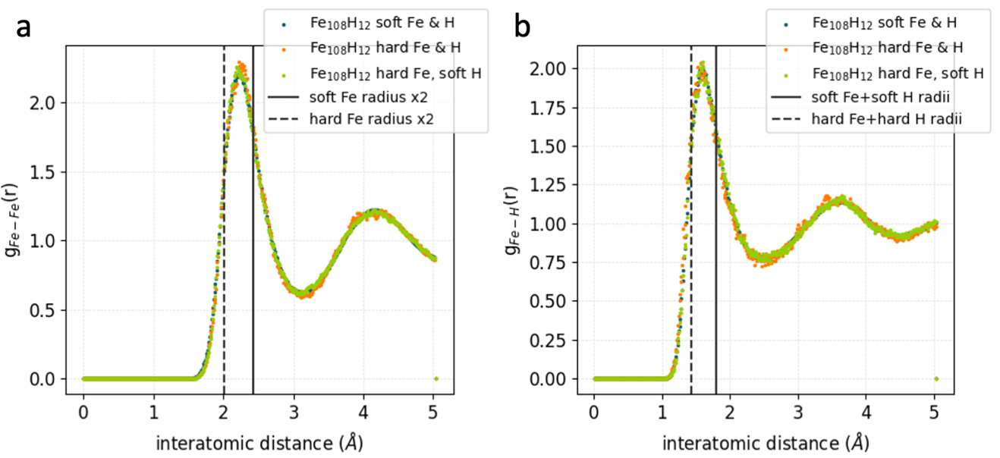 a
Fe₁₀₈H₁₂ soft Fe & H
Fe₁₀₈H₁₂ hard Fe & H
Fe₁₀₈H₁₂ hard Fe, soft H
soft Fe radius x2
hard Fe radius x2
2.0
1.5
1.0
0.5
0.0
g_{Fe−Fe}(r)
0 1 2 3 4 5
interatomic distance (Å)
b
Fe₁₀₈H₁₂ soft Fe & H
Fe₁₀₈H₁₂ hard Fe & H
Fe₁₀₈H₁₂ hard Fe, soft H
soft Fe+soft H radii
hard Fe+hard H radii
2.00
1.75
1.50
1.25
1.00
0.75
0.50
0.25
0.00
g_{Fe−H}(r)
0 1 2 3 4 5
interatomic distance (Å)